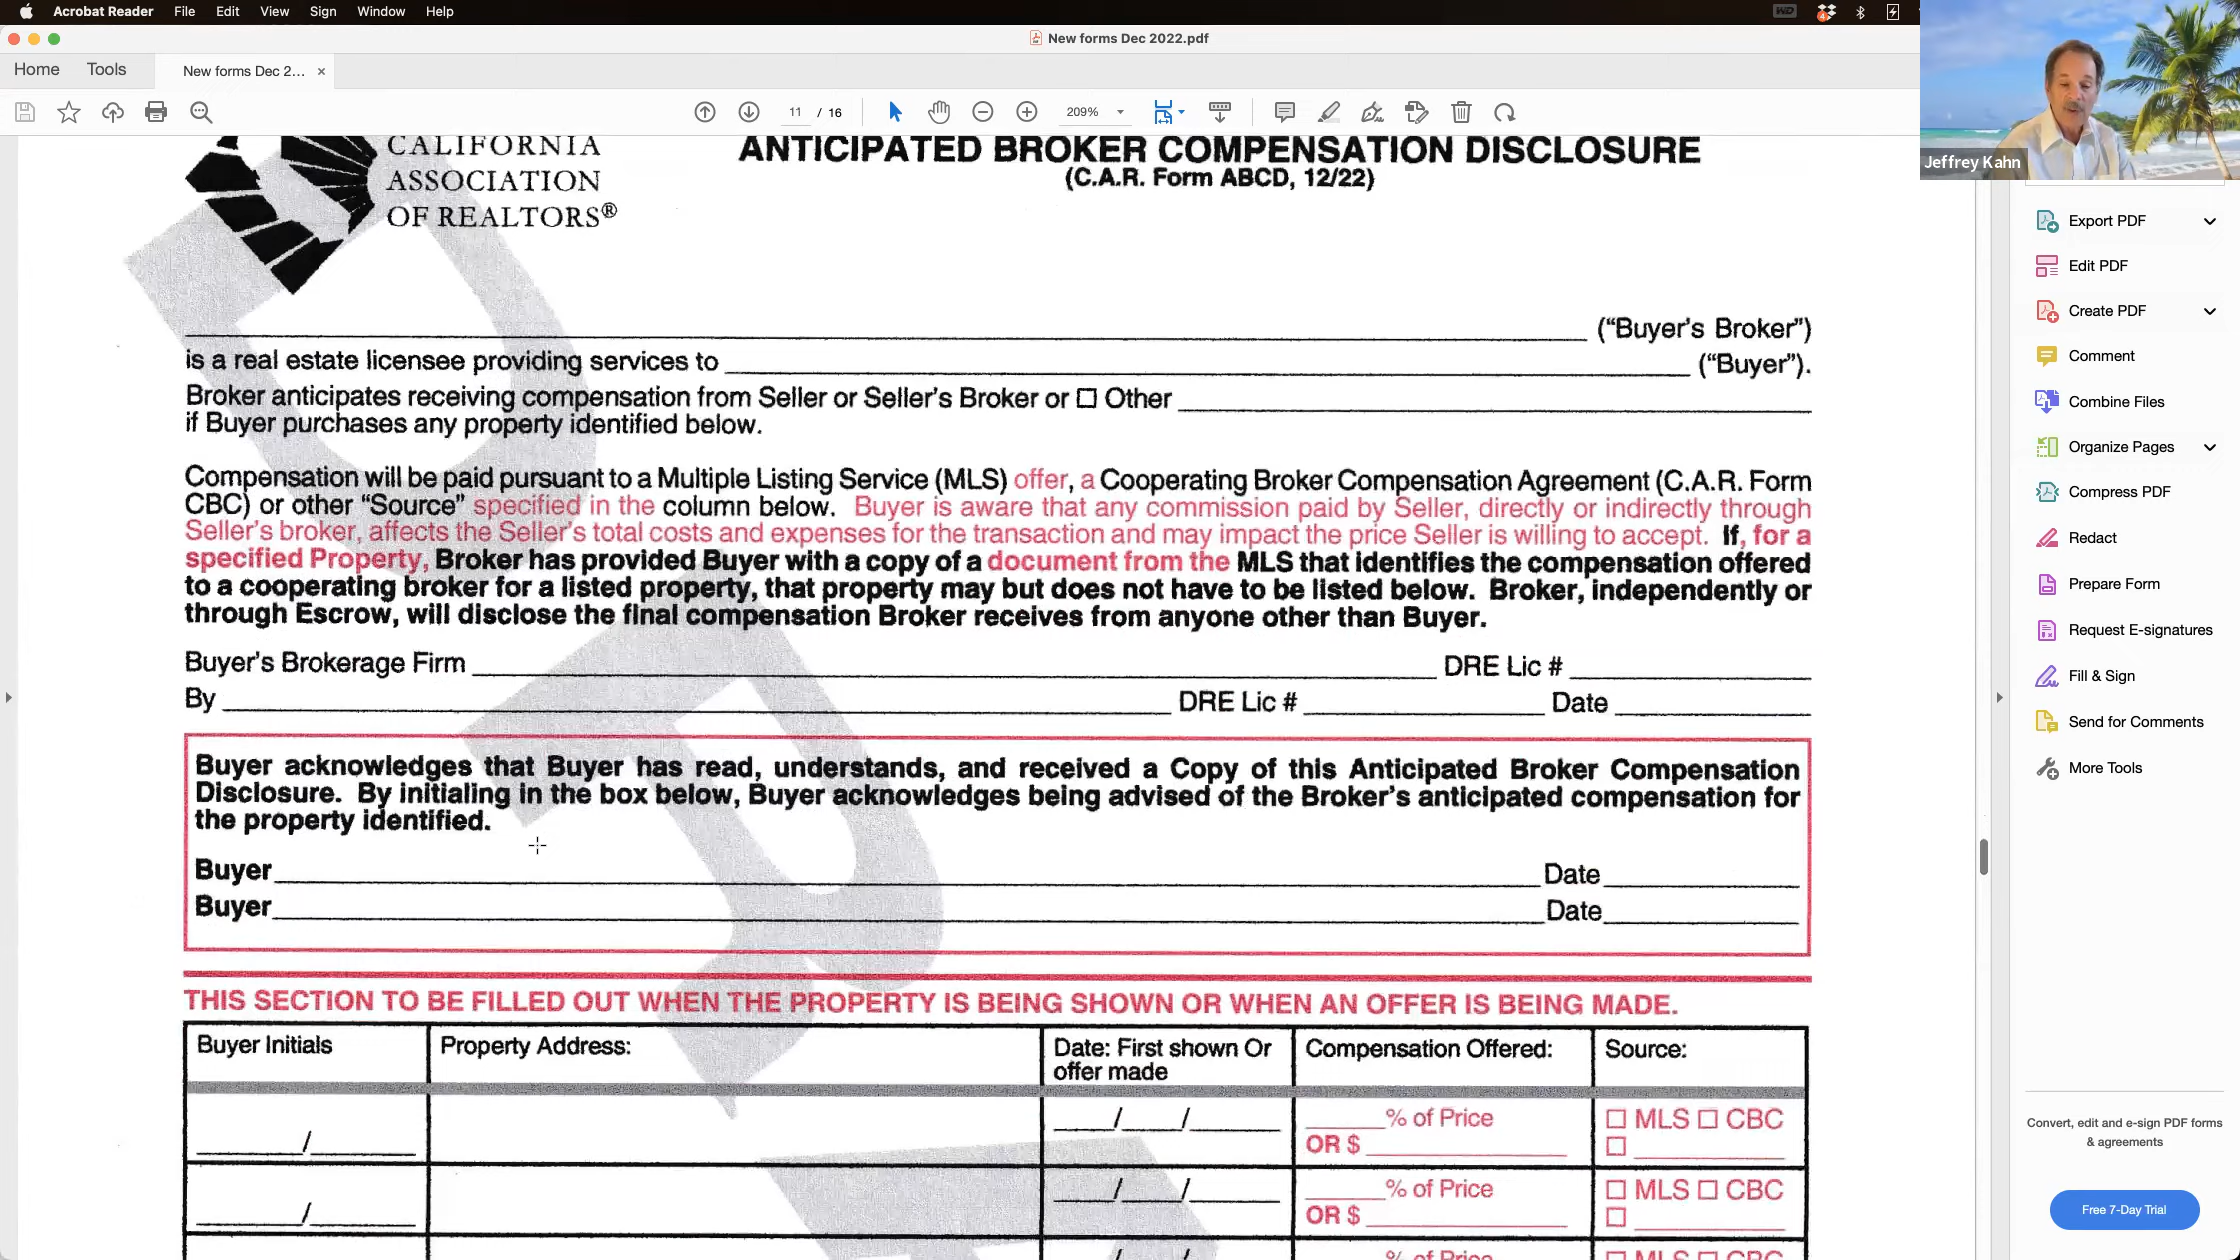 Acrobat Reader File Edit View Sign Window Help
New forms Dec 2022.pdf
Home Tools New forms Dec 2... ×
11 / 16 209%
Jeffrey Kahn
CALIFORNIA
ASSOCIATION
OF REALTORS®
ANTICIPATED BROKER COMPENSATION DISCLOSURE
(C.A.R. Form ABCD, 12/22)
("Buyer's Broker")
is a real estate licensee providing services to ("Buyer").
Broker anticipates receiving compensation from Seller or Seller's Broker or ☐ Other
if Buyer purchases any property identified below.
Compensation will be paid pursuant to a Multiple Listing Service (MLS) offer, a Cooperating Broker Compensation Agreement (C.A.R. Form
CBC) or other "Source" specified in the column below. Buyer is aware that any commission paid by Seller, directly or indirectly through
Seller's broker, affects the Seller's total costs and expenses for the transaction and may impact the price Seller is willing to accept. If, for a
specified Property, Broker has provided Buyer with a copy of a document from the MLS that identifies the compensation offered
to a cooperating broker for a listed property, that property may but does not have to be listed below. Broker, independently or
through Escrow, will disclose the final compensation Broker receives from anyone other than Buyer.
Buyer's Brokerage Firm DRE Lic #
By DRE Lic # Date
Buyer acknowledges that Buyer has read, understands, and received a Copy of this Anticipated Broker Compensation
Disclosure. By initialing in the box below, Buyer acknowledges being advised of the Broker's anticipated compensation for
the property identified.
Buyer Date
Buyer Date
THIS SECTION TO BE FILLED OUT WHEN THE PROPERTY IS BEING SHOWN OR WHEN AN OFFER IS BEING MADE.
Buyer Initials Property Address: Date: First shown Or Compensation Offered: Source:
offer made
/ / / % of Price ☐ MLS ☐ CBC
OR $ ☐
/ / / % of Price ☐ MLS ☐ CBC
OR $ ☐
/ / % of Price ☐ MLS ☐ CBC
Export PDF
Edit PDF
Create PDF
Comment
Combine Files
Organize Pages
Compress PDF
Redact
Prepare Form
Request E-signatures
Fill & Sign
Send for Comments
More Tools
Convert, edit and e-sign PDF forms
& agreements
Free 7-Day Trial